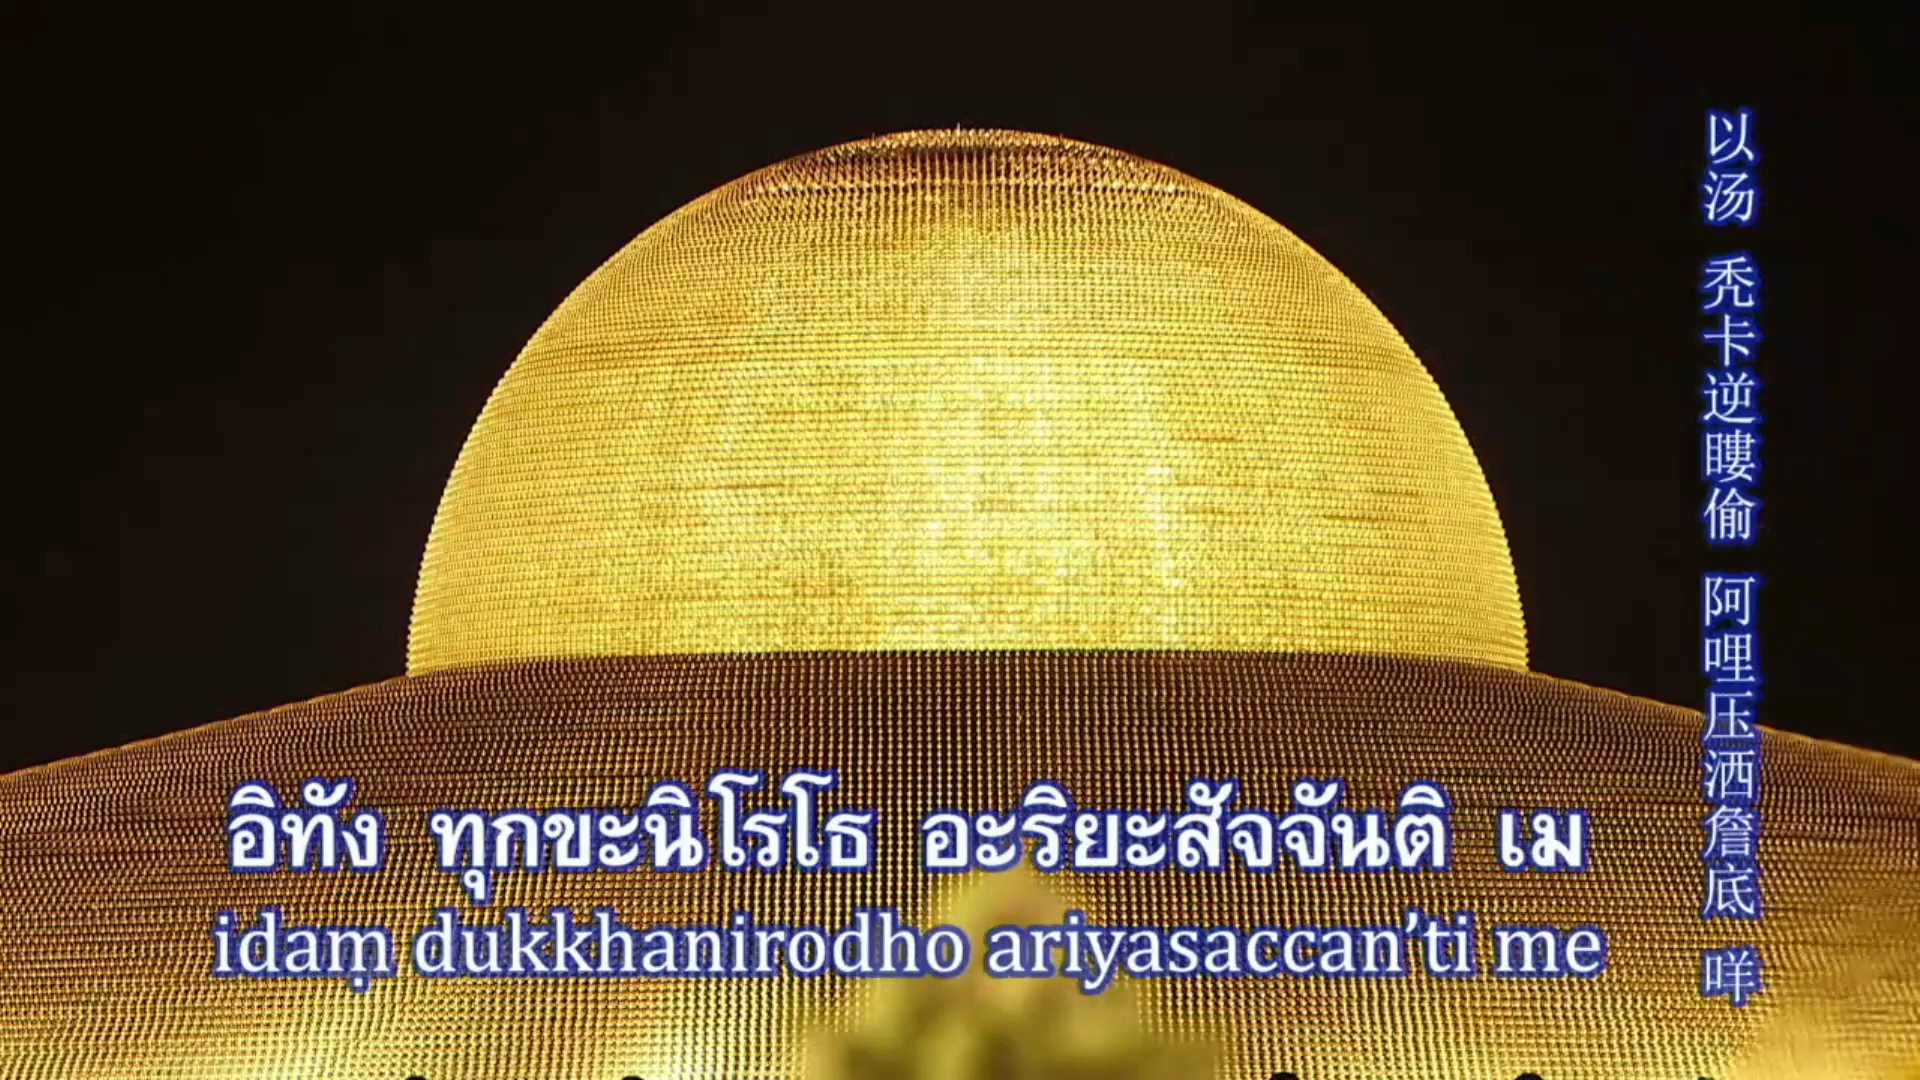 อิทัง ทุกขะนิโรโธ อะริยะสัจจันติ เม
idaṃ dukkhanirodho ariyasaccan’ti me
以汤 秃卡逆瞜偷 阿哩压洒詹底 咩